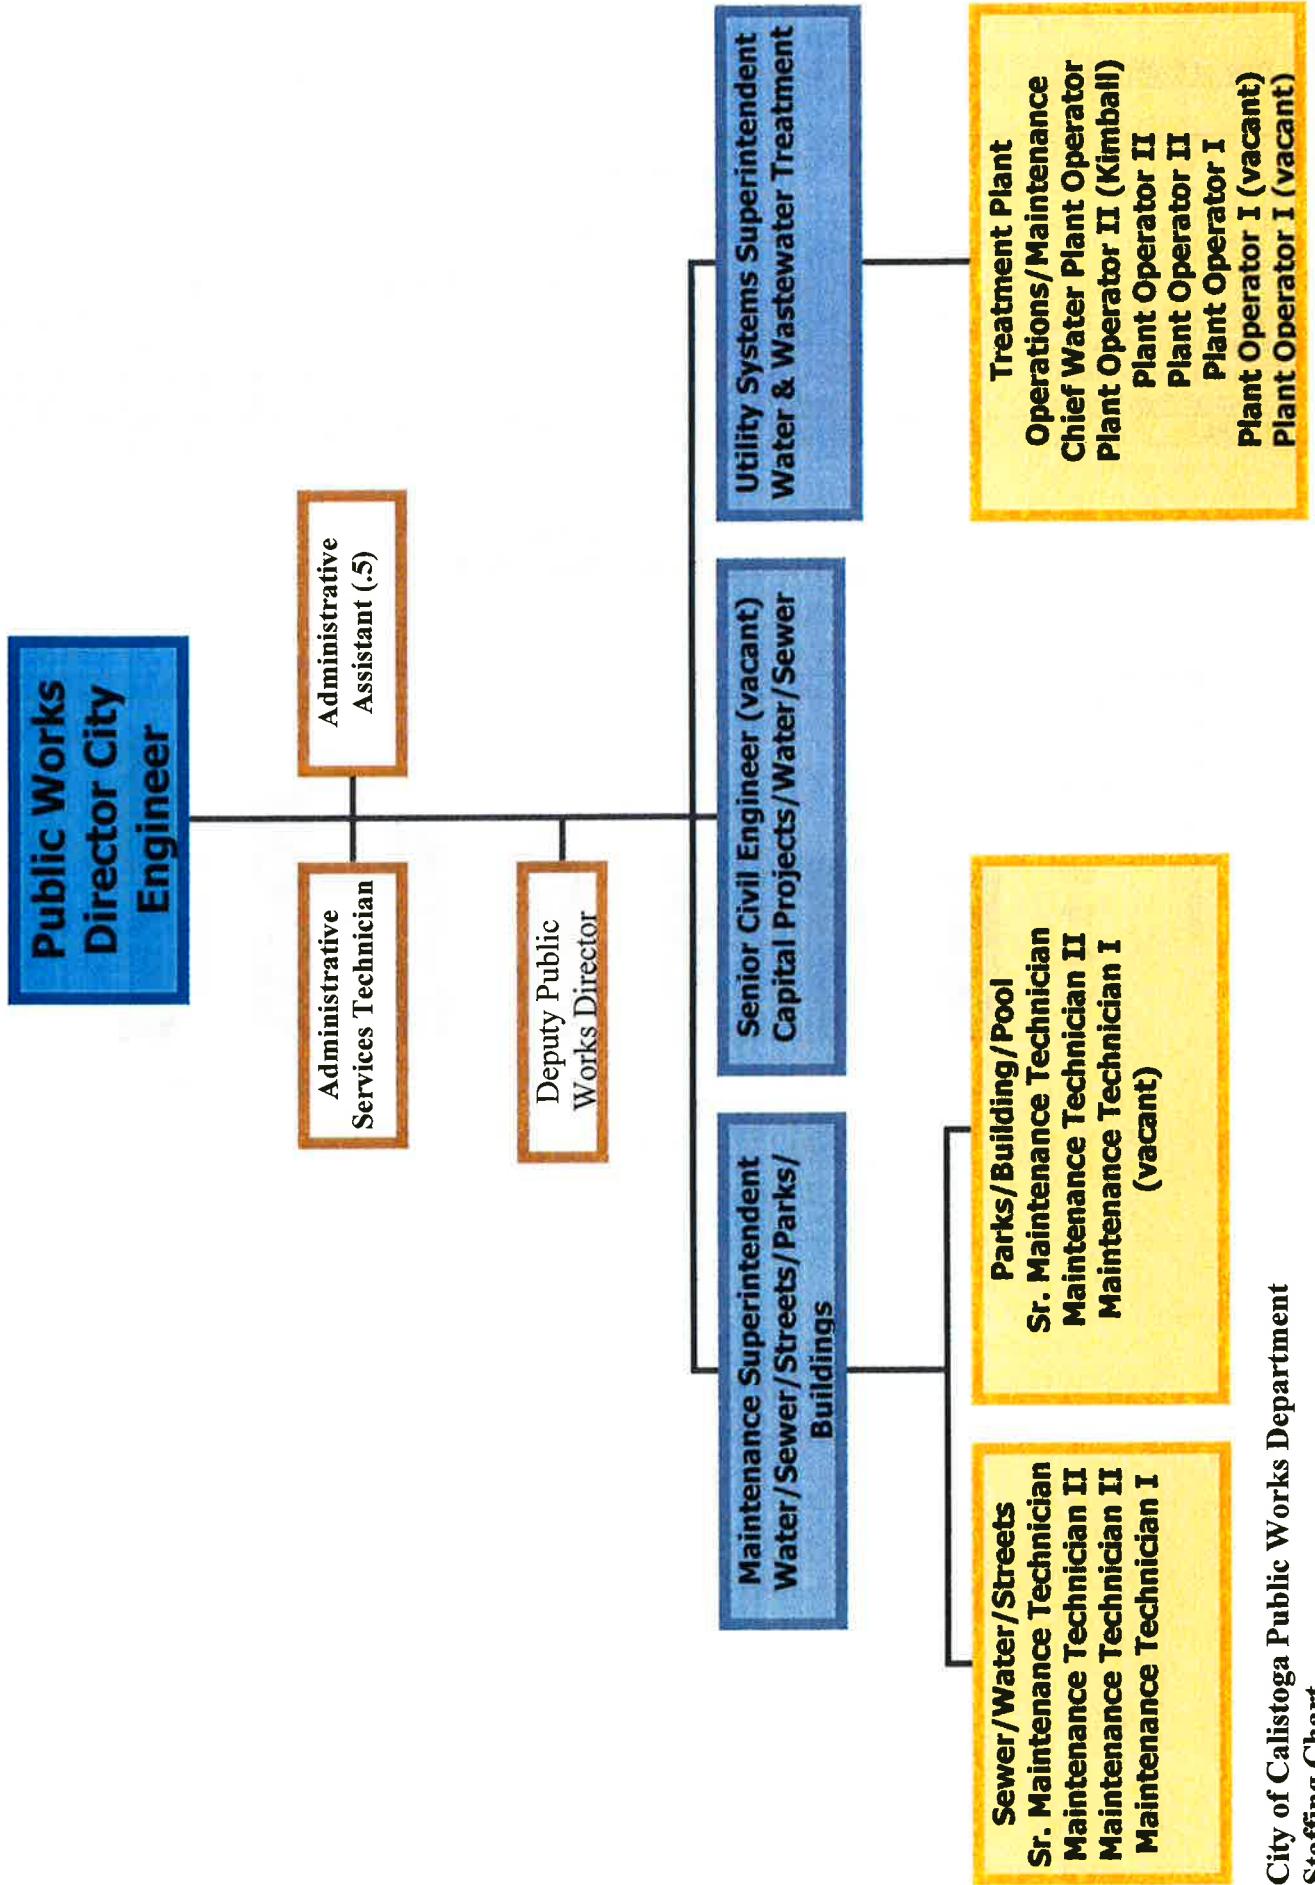 Public Works
Director City
Engineer
Administrative
Services Technician
Administrative
Assistant (.5)
Deputy Public
Works Director
Maintenance Superintendent
Water/Sewer/Streets/Parks/
Buildings
Senior Civil Engineer (vacant)
Capital Projects/Water/Sewer
Utility Systems Superintendent
Water & Wastewater Treatment
Sewer/Water/Streets
Sr. Maintenance Technician
Maintenance Technician II
Maintenance Technician II
Maintenance Technician I
Parks/Building/Pool
Sr. Maintenance Technician
Maintenance Technician II
Maintenance Technician I
(vacant)
Treatment Plant
Operations/Maintenance
Chief Water Plant Operator
Plant Operator II (Kimball)
Plant Operator II
Plant Operator II
Plant Operator I
Plant Operator I (vacant)
Plant Operator I (vacant)
City of Calistoga Public Works Department
Staffing Chart